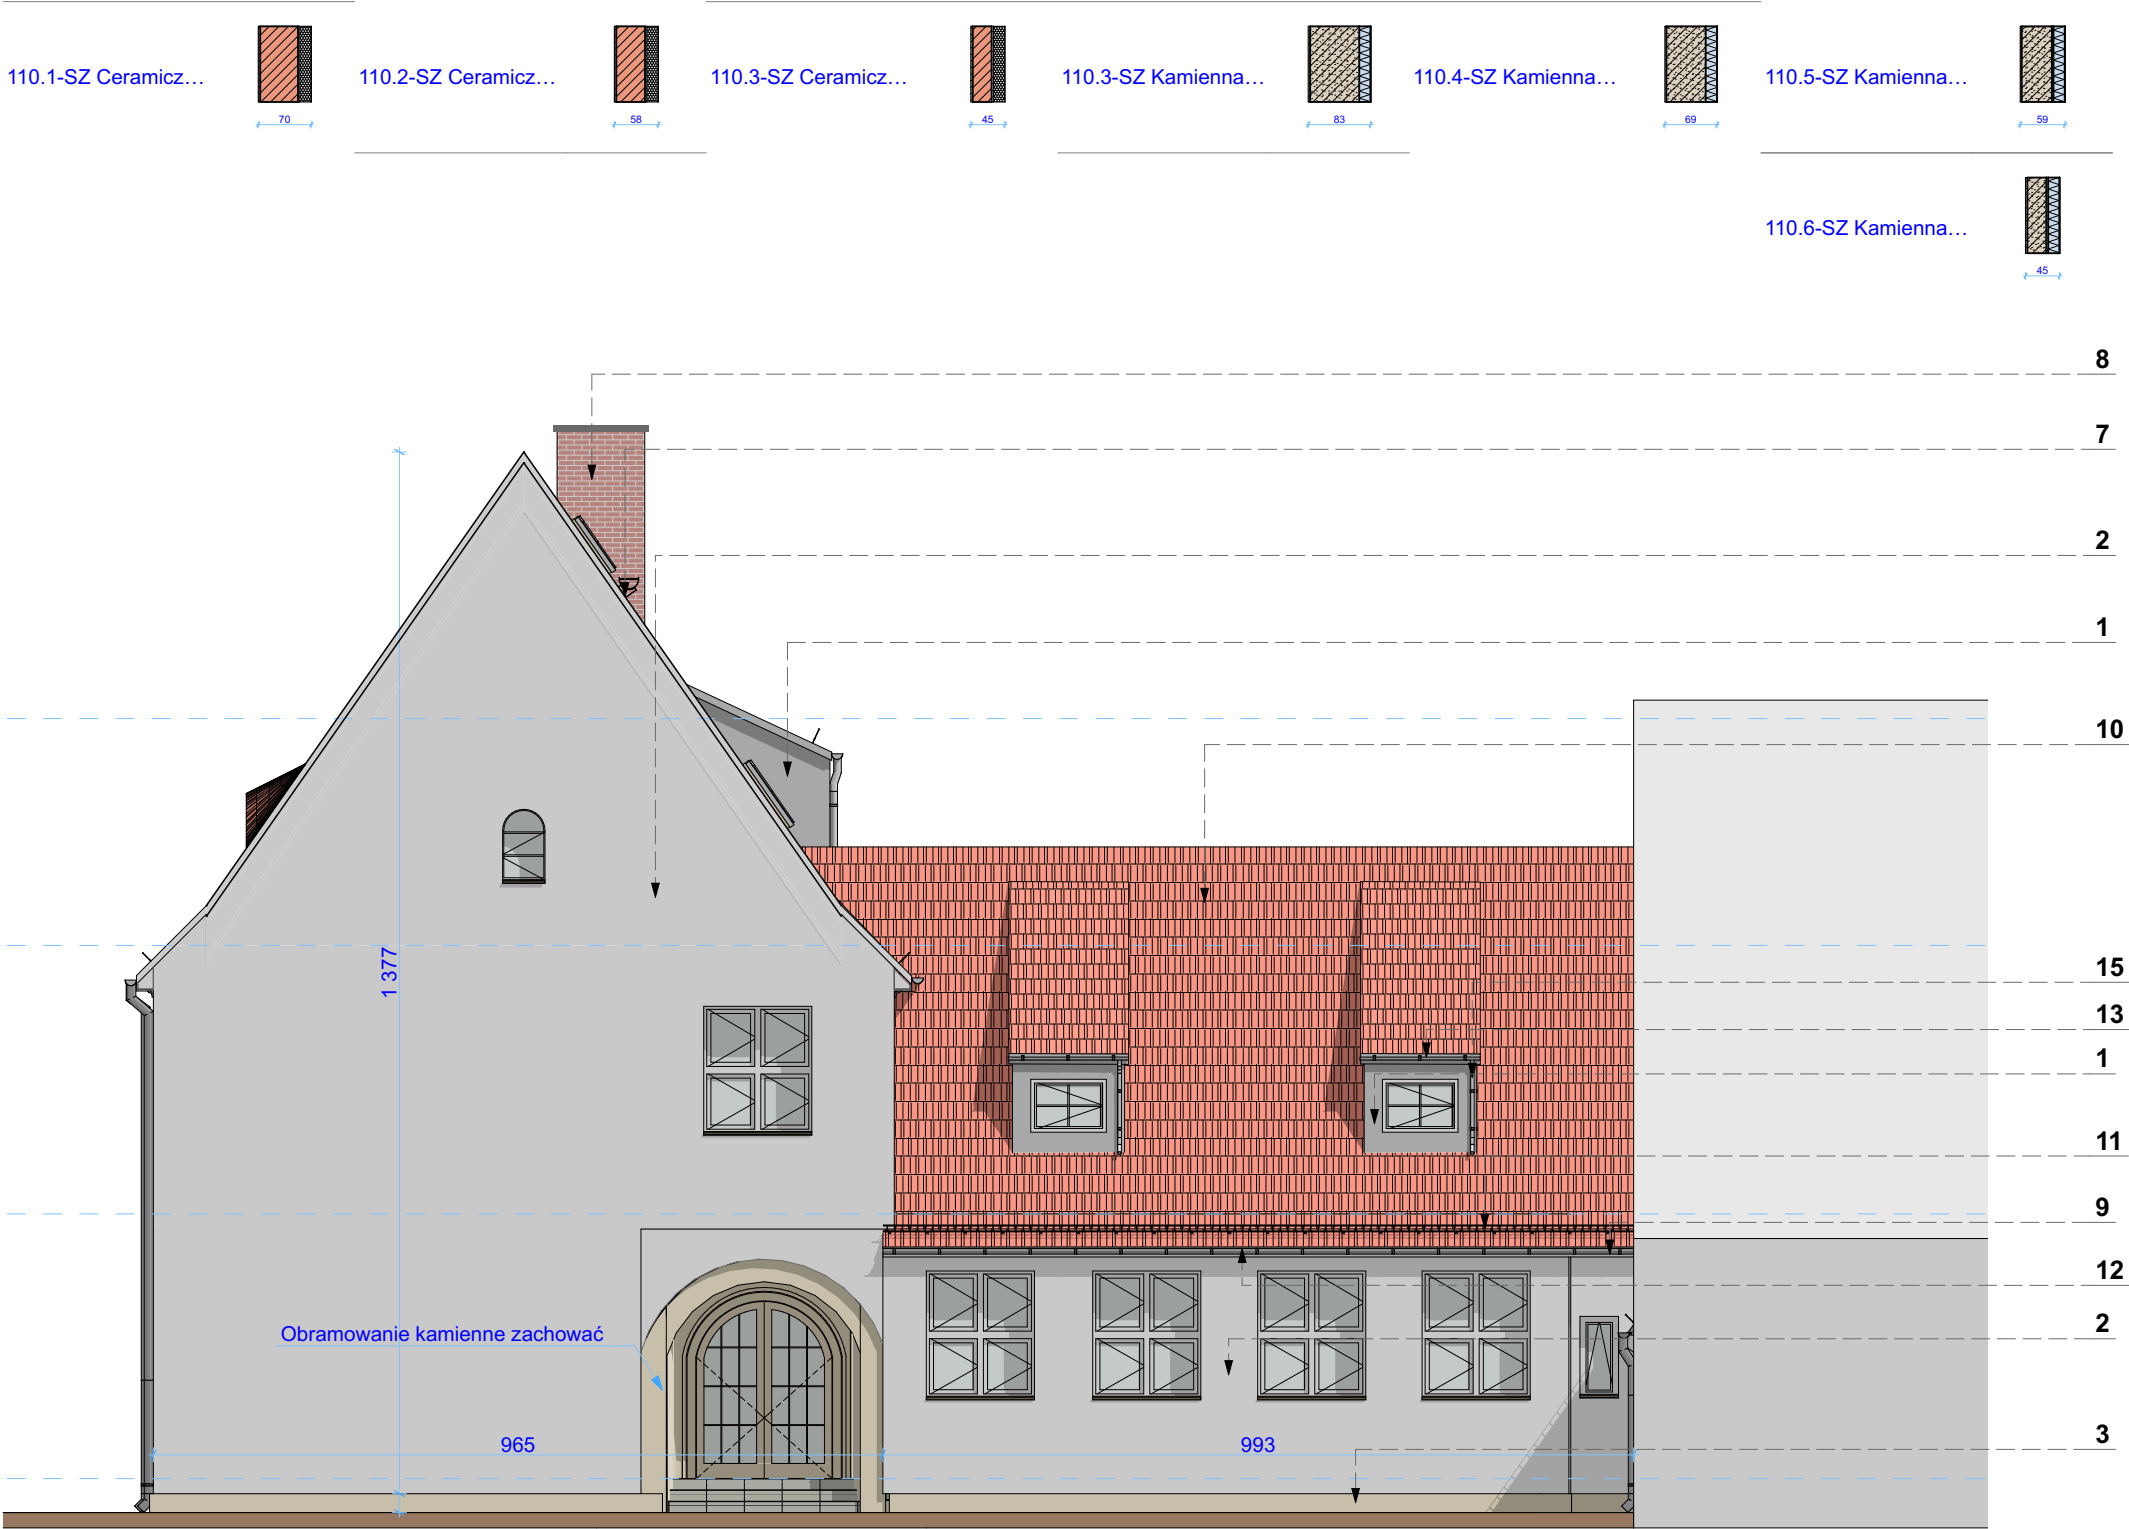 110.1-SZ Ceramicz...
70
110.2-SZ Ceramicz...
58
110.3-SZ Ceramicz...
45
110.3-SZ Kamienna...
83
110.4-SZ Kamienna...
69
110.5-SZ Kamienna...
59
110.6-SZ Kamienna...
45
8
7
2
1
10
15
13
1
11
9
12
2
3
1 377
Obramowanie kamienne zachować
965
993